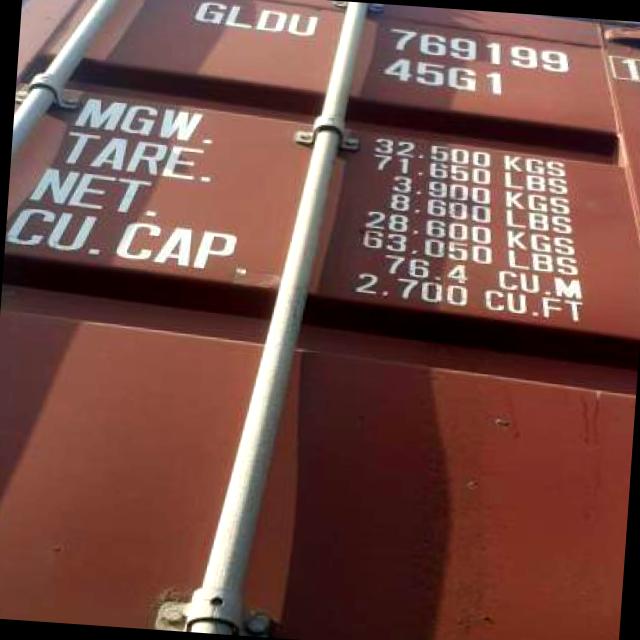 GLDU 769199 1
45G1
MGW. 32.500 KGS
71.650 LBS
TARE. 3.900 KGS
8.600 LBS
NET. 28.600 KGS
63.050 LBS
CU.CAP. 76.4 CU.M
2.700 CU.FT